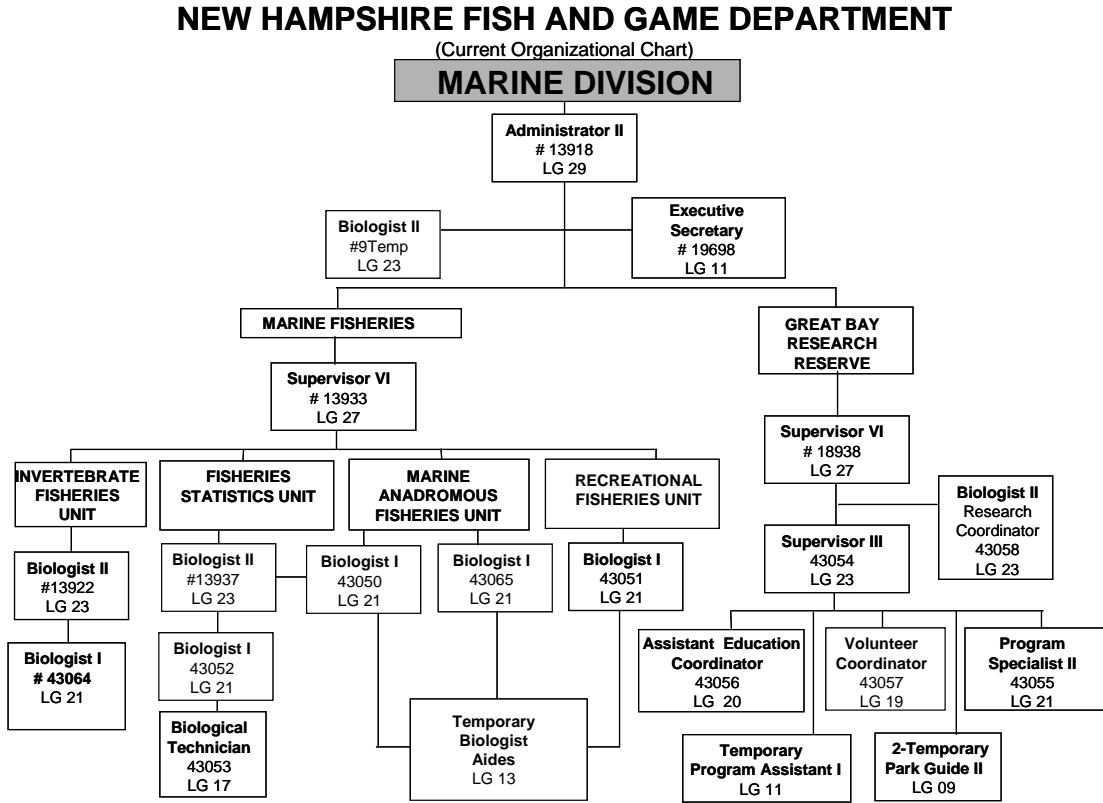 NEW HAMPSHIRE FISH AND GAME DEPARTMENT
(Current Organizational Chart)
MARINE DIVISION
Administrator II
# 13918
LG 29
Biologist II
#9Temp
LG 23
Executive
Secretary
# 19698
LG 11
MARINE FISHERIES
GREAT BAY
RESEARCH
RESERVE
Supervisor VI
# 13933
LG 27
Supervisor VI
# 18938
LG 27
INVERTEBRATE
FISHERIES
UNIT
FISHERIES
STATISTICS UNIT
MARINE
ANADROMOUS
FISHERIES UNIT
RECREATIONAL
FISHERIES UNIT
Biologist II
Research
Coordinator
43058
LG 23
Supervisor III
43054
LG 23
Biologist II
#13922
LG 23
Biologist II
#13937
LG 23
Biologist I
43050
LG 21
Biologist I
43065
LG 21
Biologist I
43051
LG 21
Biologist I
# 43064
LG 21
Biologist I
43052
LG 21
Biological
Technician
43053
LG 17
Temporary
Biologist
Aides
LG 13
Assistant Education
Coordinator
43056
LG 20
Volunteer
Coordinator
43057
LG 19
Program
Specialist II
43055
LG 21
Temporary
Program Assistant I
LG 11
2-Temporary
Park Guide II
LG 09